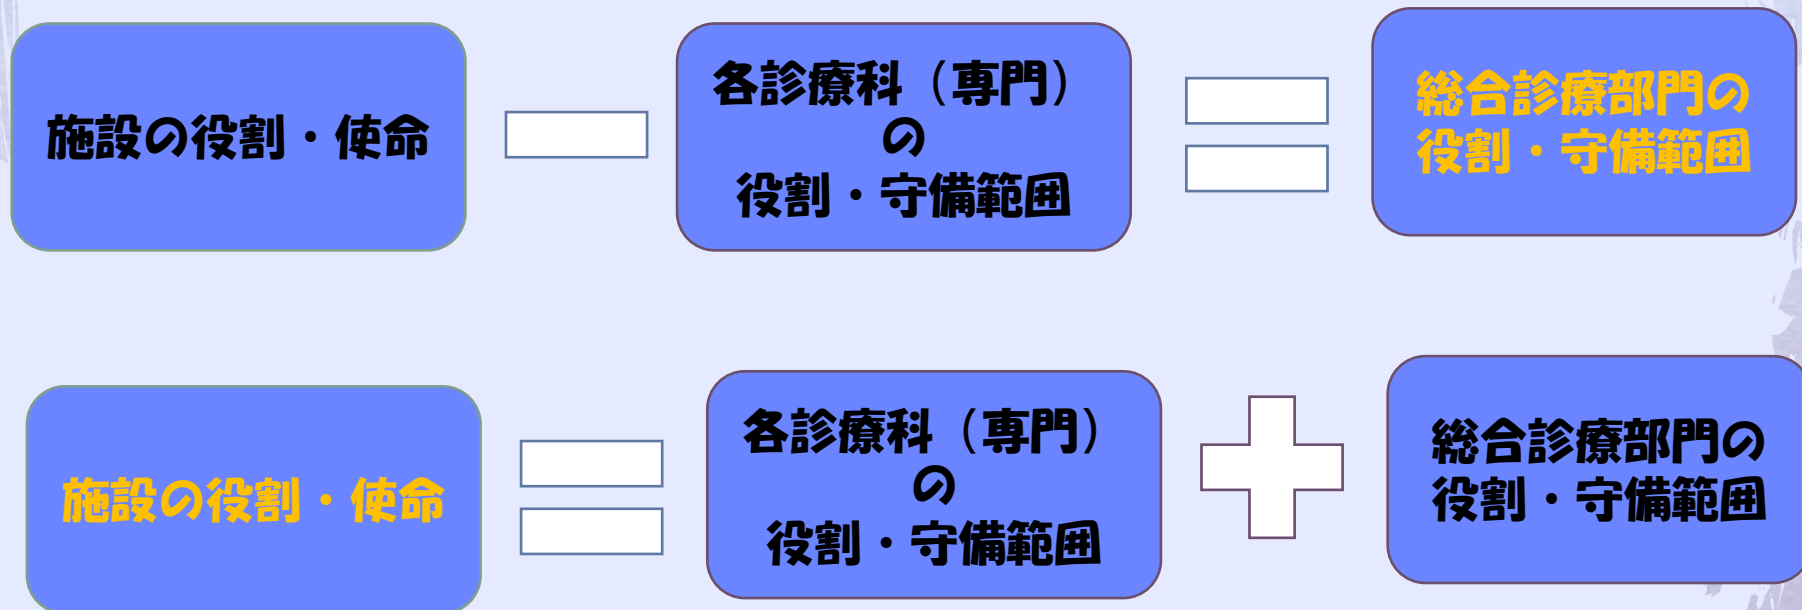 施設の役割・使命
各診療科（専門）
の
役割・守備範囲
総合診療部門の
役割・守備範囲
施設の役割・使命
各診療科（専門）
の
役割・守備範囲
総合診療部門の
役割・守備範囲